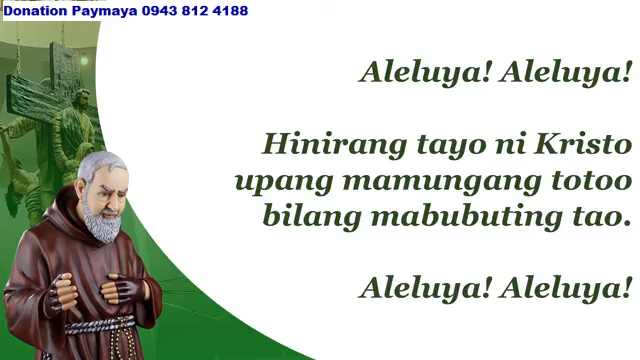 Donation Paymaya 0943 812 4188
Aleluya! Aleluya!
Hinirang tayo ni Kristo
upang mamungang totoo
bilang mabubuting tao.
Aleluya! Aleluya!